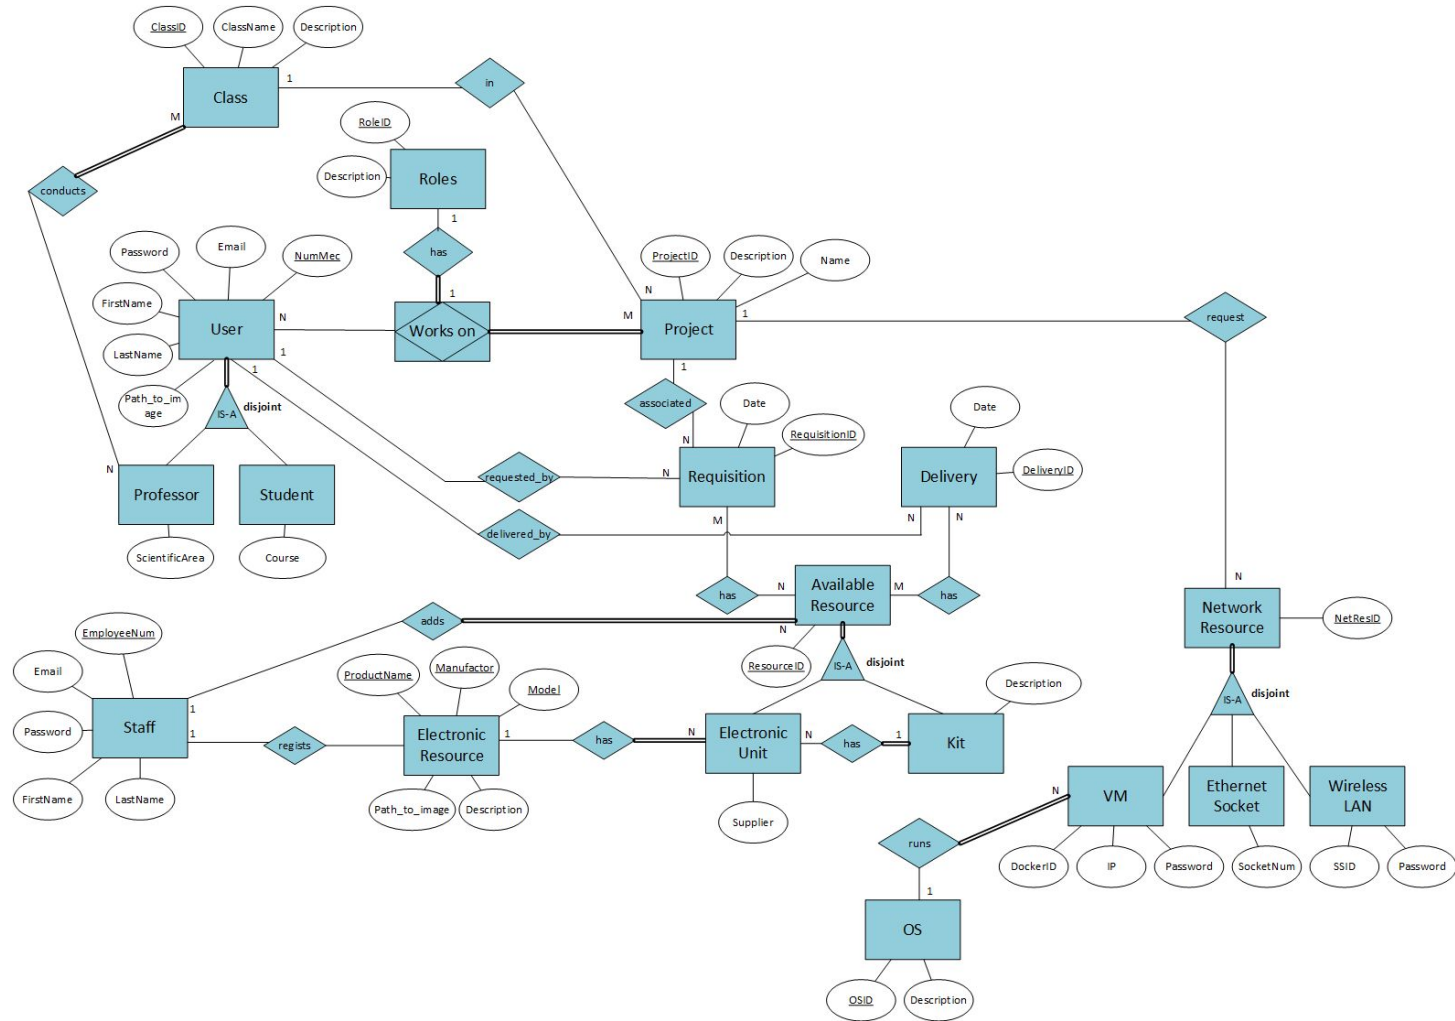 ClassID
ClassName
Description
Class
1
in
M
RoleID
Description
Roles
1
conducts
has
Password
Email
NumMec
FirstName
User
LastName
Path_to_im
age
N
1
1
1
Works on
M
N
ProjectID
Description
Name
Project
1
1
request
IS-A
disjoint
associated
Date
RequisitionID
Date
DeliveryID
N
Professor
Student
requested_by
N
N
Requisition
Delivery
ScientificArea
Course
delivered_by
M
N
N
has
N
Available
Resource
M
has
N
Network
Resource
NetResID
adds
N
ResourceID
IS-A
disjoint
EmployeeNum
Email
Password
Staff
FirstName
LastName
1
1
regists
ProductName
Manufactor
Model
Electronic
Resource
Path_to_image
Description
1
has
N
Electronic
Unit
Supplier
N
has
1
Kit
Description
IS-A
disjoint
VM
Ethernet
Socket
Wireless
LAN
N
runs
DockerID
IP
Password
SocketNum
SSID
Password
1
OS
OSID
Description